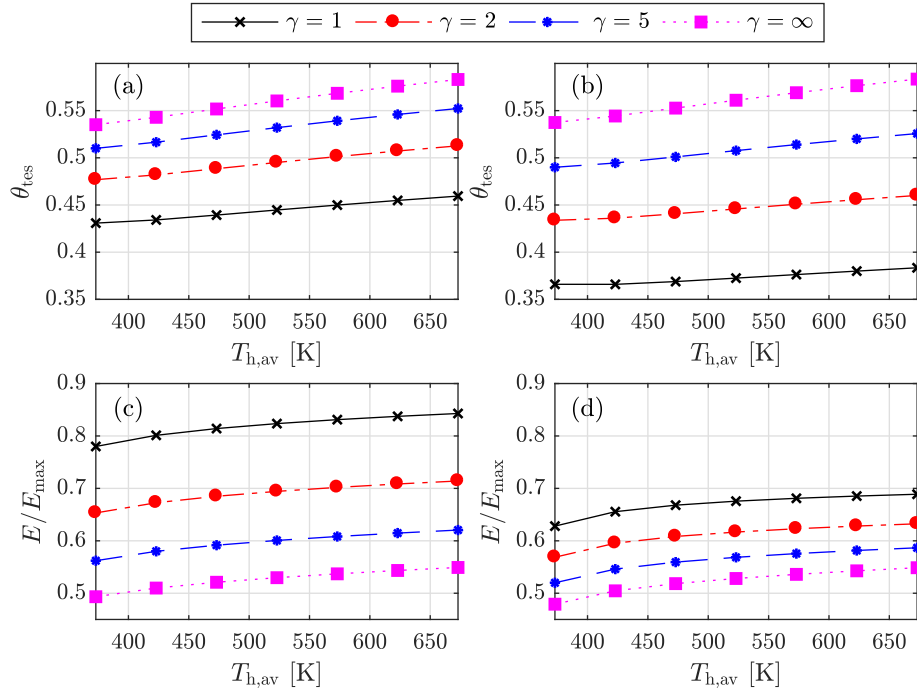 γ = 1 γ = 2 γ = 5 γ = ∞
(a) (b)
0.55 0.55
0.5 0.5
θtes θtes
0.45 0.45
0.4 0.4
0.35 0.35
400 450 500 550 600 650 400 450 500 550 600 650
Th,av [K] Th,av [K]
0.9 0.9
(c) (d)
0.8 0.8
0.7 0.7
E/Emax E/Emax
0.6 0.6
0.5 0.5
400 450 500 550 600 650 400 450 500 550 600 650
Th,av [K] Th,av [K]